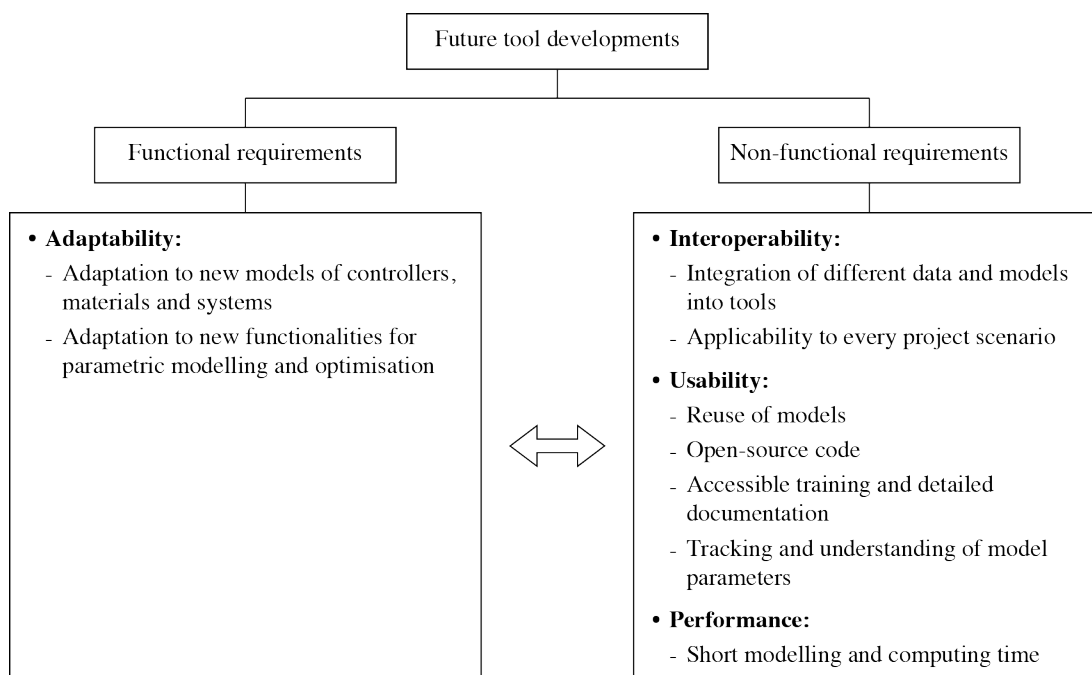 Future tool developments
Functional requirements
Non-functional requirements
• Adaptability:
- Adaptation to new models of controllers,
materials and systems
- Adaptation to new functionalities for
parametric modelling and optimisation
• Interoperability:
- Integration of different data and models
into tools
- Applicability to every project scenario
• Usability:
- Reuse of models
- Open-source code
- Accessible training and detailed
documentation
- Tracking and understanding of model
parameters
• Performance:
- Short modelling and computing time